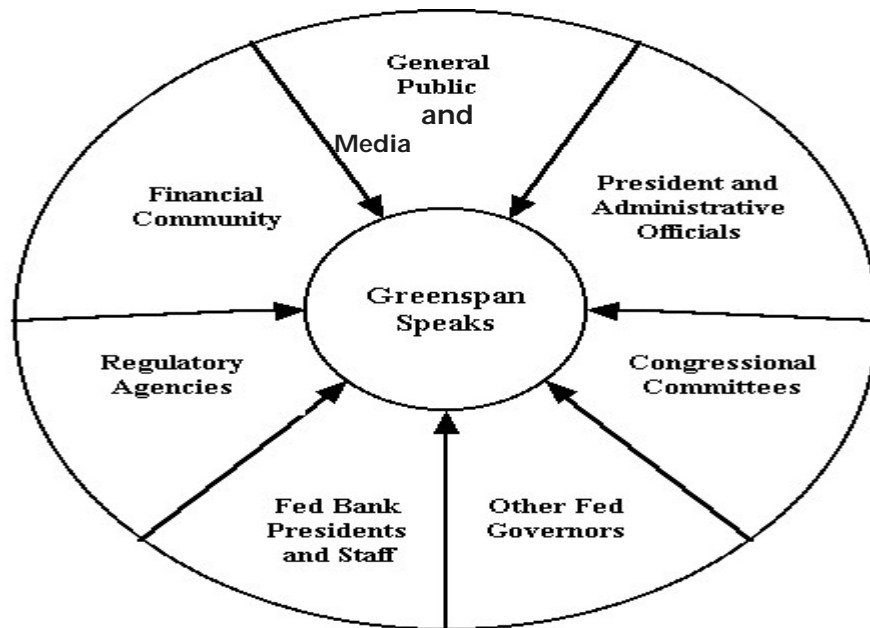 General
Public and
Media
Financial
Community
President and
Administrative
Officials
Greenspan
Speaks
Regulatory
Agencies
Congressional
Committees
Fed Bank
Presidents
and Staff
Other Fed
Governors